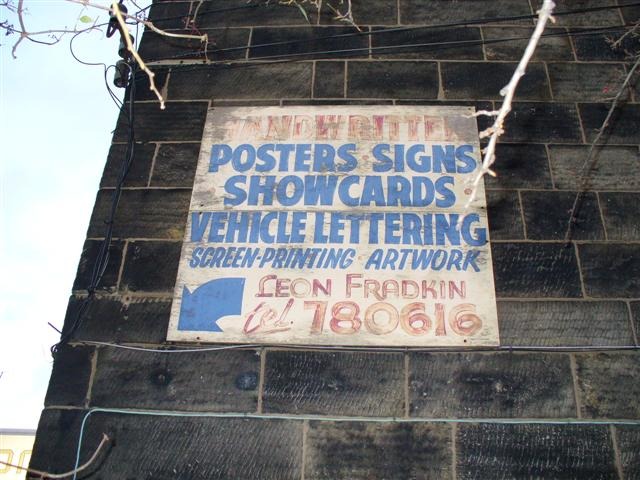 HANDWRITTEN
POSTERS SIGNS
SHOWCARDS
VEHICLE LETTERING
SCREEN-PRINTING ARTWORK
LEON FRADKIN
Tel. 780616